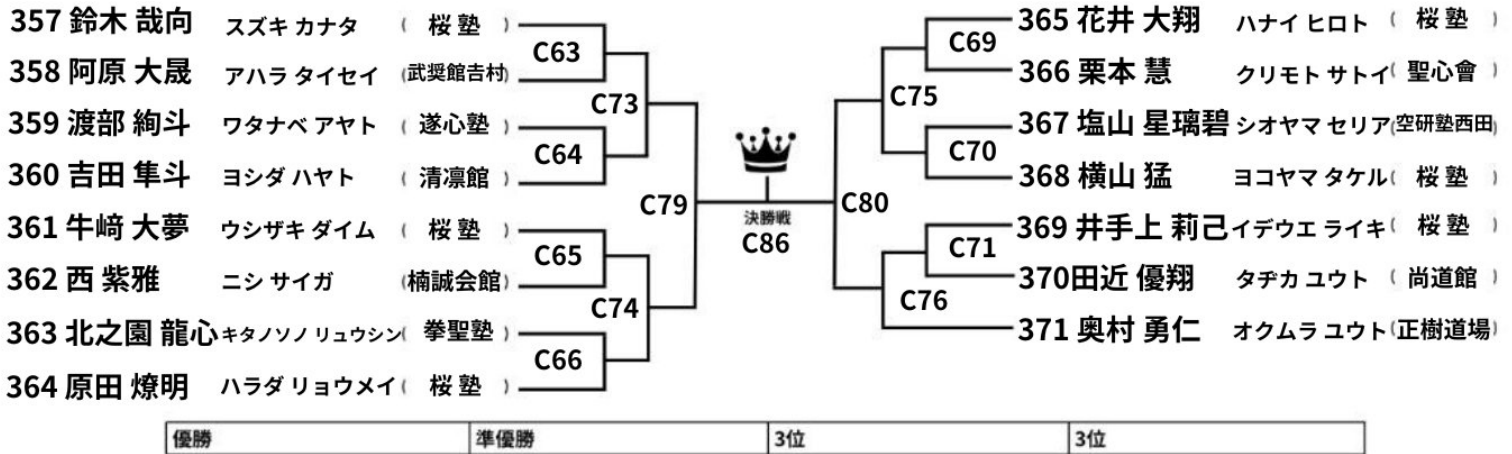 357 鈴木 哉向 スズキ カナタ ( 桜塾 )
358 阿原 大晟 アハラ タイセイ (武奨館吉村)
359 渡部 絢斗 ワタナベ アヤト ( 遂心塾 )
360 吉田 隼斗 ヨシダ ハヤト ( 清凛館 )
361 牛﨑 大夢 ウシザキ ダイム ( 桜塾 )
362 西 紫雅 ニシ サイガ (楠誠会館)
363 北之園 龍心 キタノソノ リュウシン( 拳聖塾 )
364 原田 燎明 ハラダ リョウメイ( 桜塾 )
C63
C64
C65
C66
C73
C74
C79
決勝戦
C86
C80
C75
C76
C69
C70
C71
365 花井 大翔 ハナイ ヒロト ( 桜塾 )
366 栗本 慧 クリモト サトイ( 聖心會 )
367 塩山 星璃碧 シオヤマ セリア(空研塾西田)
368 横山 猛 ヨコヤマ タケル( 桜塾 )
369 井手上 莉己 イデウエ ライキ( 桜塾 )
370田近 優翔 タヂカ ユウト ( 尚道館 )
371 奥村 勇仁 オクムラ ユウト(正樹道場)
優勝 準優勝 3位 3位